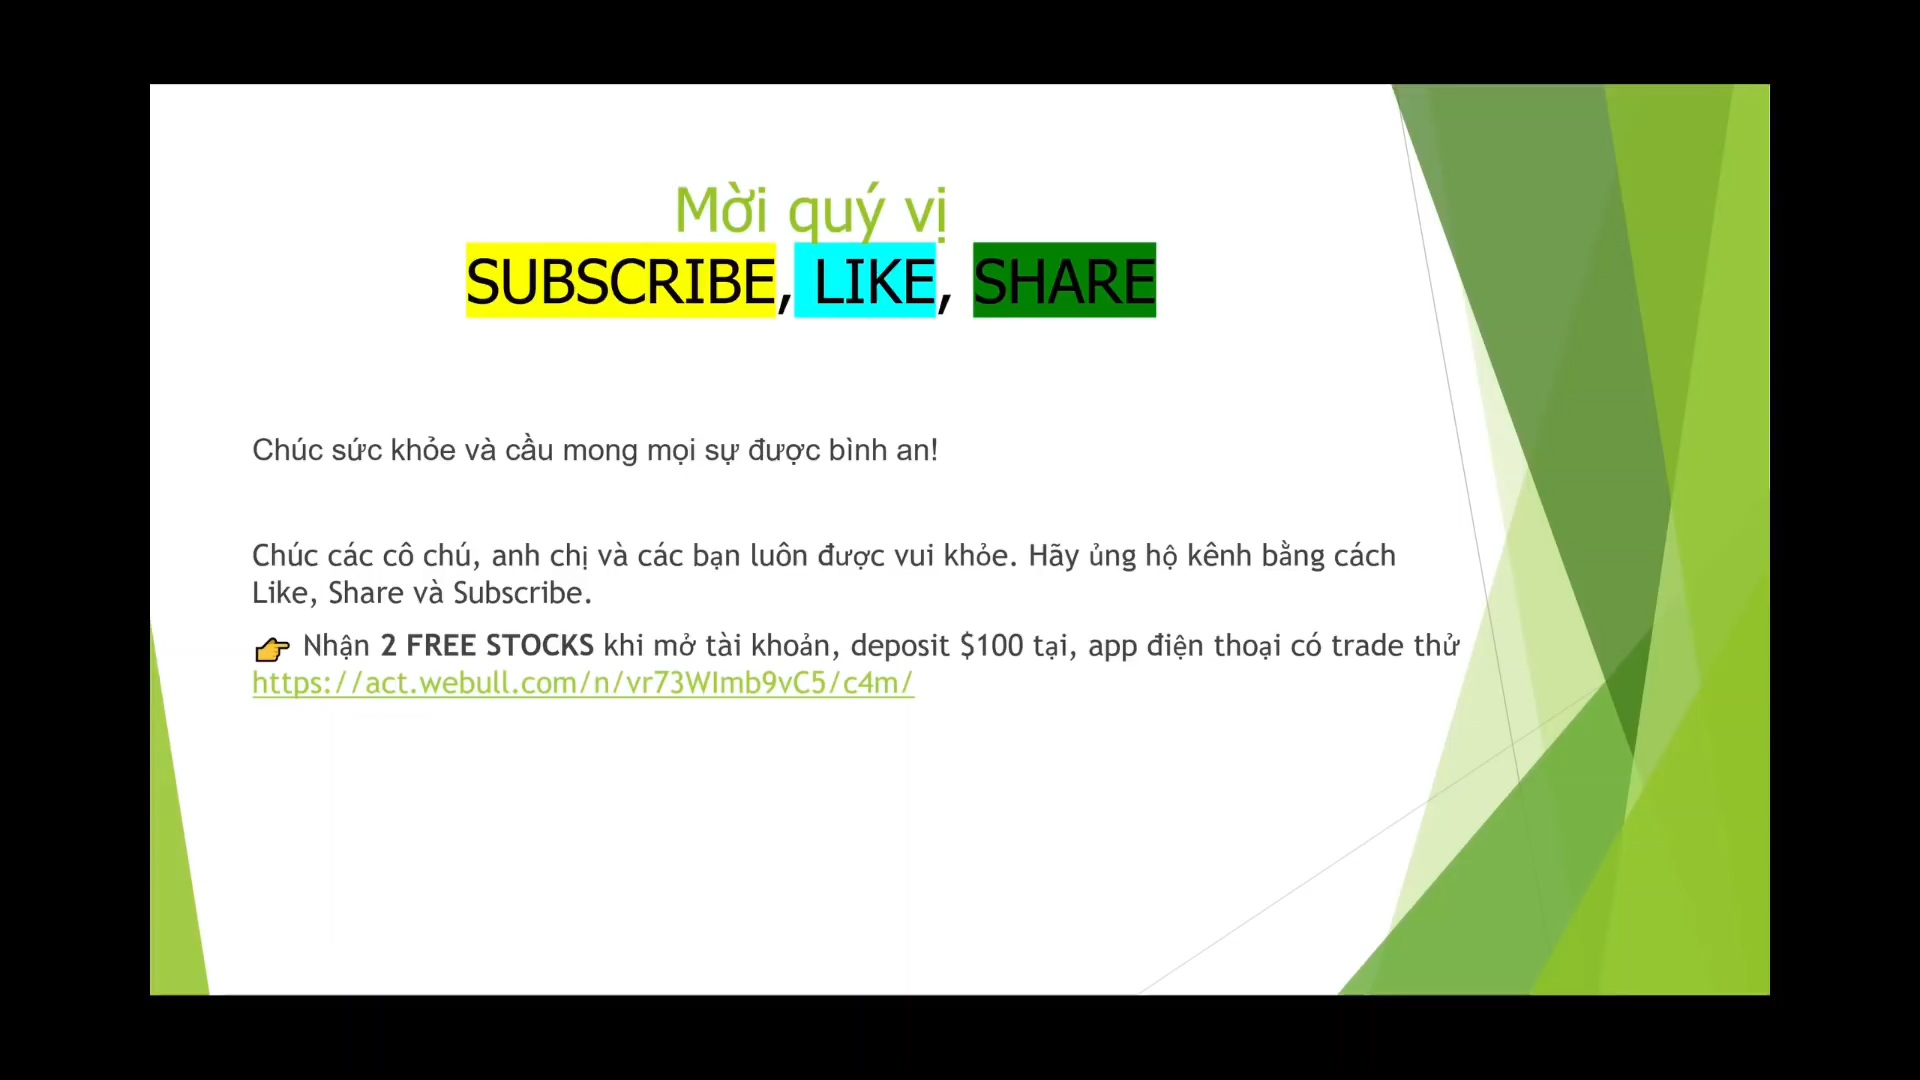 Mời quý vị
SUBSCRIBE, LIKE, SHARE
Chúc sức khỏe và cầu mong mọi sự được bình an!
Chúc các cô chú, anh chị và các bạn luôn được vui khỏe. Hãy ủng hộ kênh bằng cách
Like, Share và Subscribe.
👉 Nhận 2 FREE STOCKS khi mở tài khoản, deposit $100 tại, app điện thoại có trade thử
https://act.webull.com/n/vr73WImb9vC5/c4m/